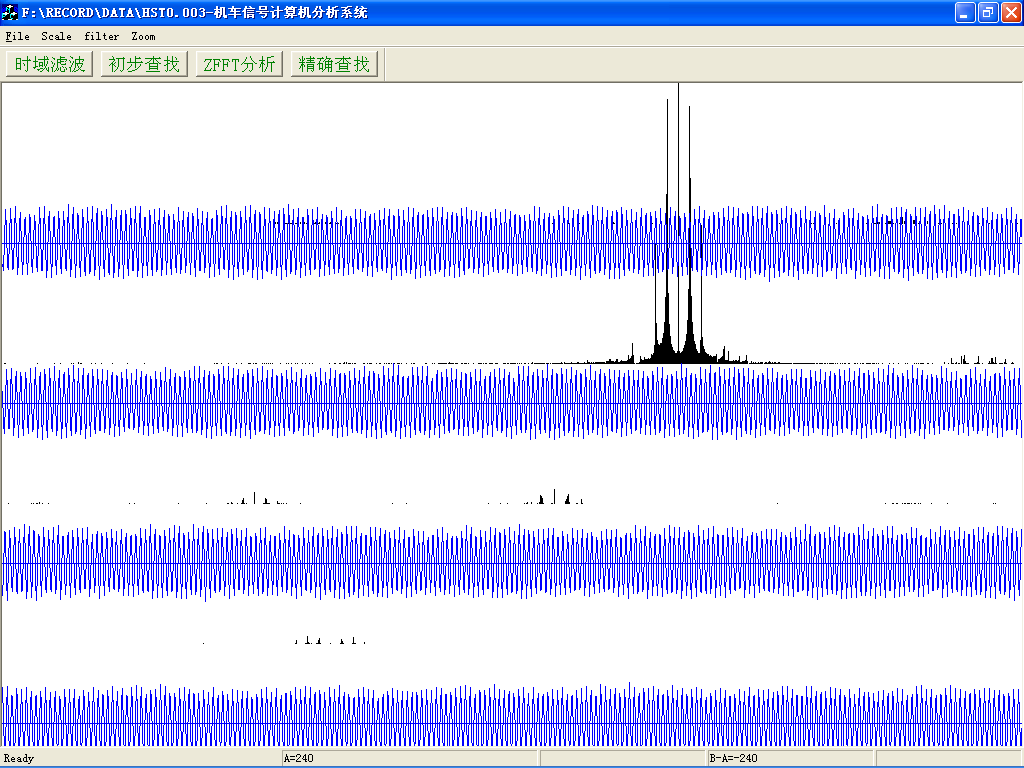 F:\RECORD\DATA\HST0.003-机车信号计算机分析系统
File Scale filter Zoom
时域滤波 初步查找 ZFFT分析 精确查找
Ready A=240 B-A=-240